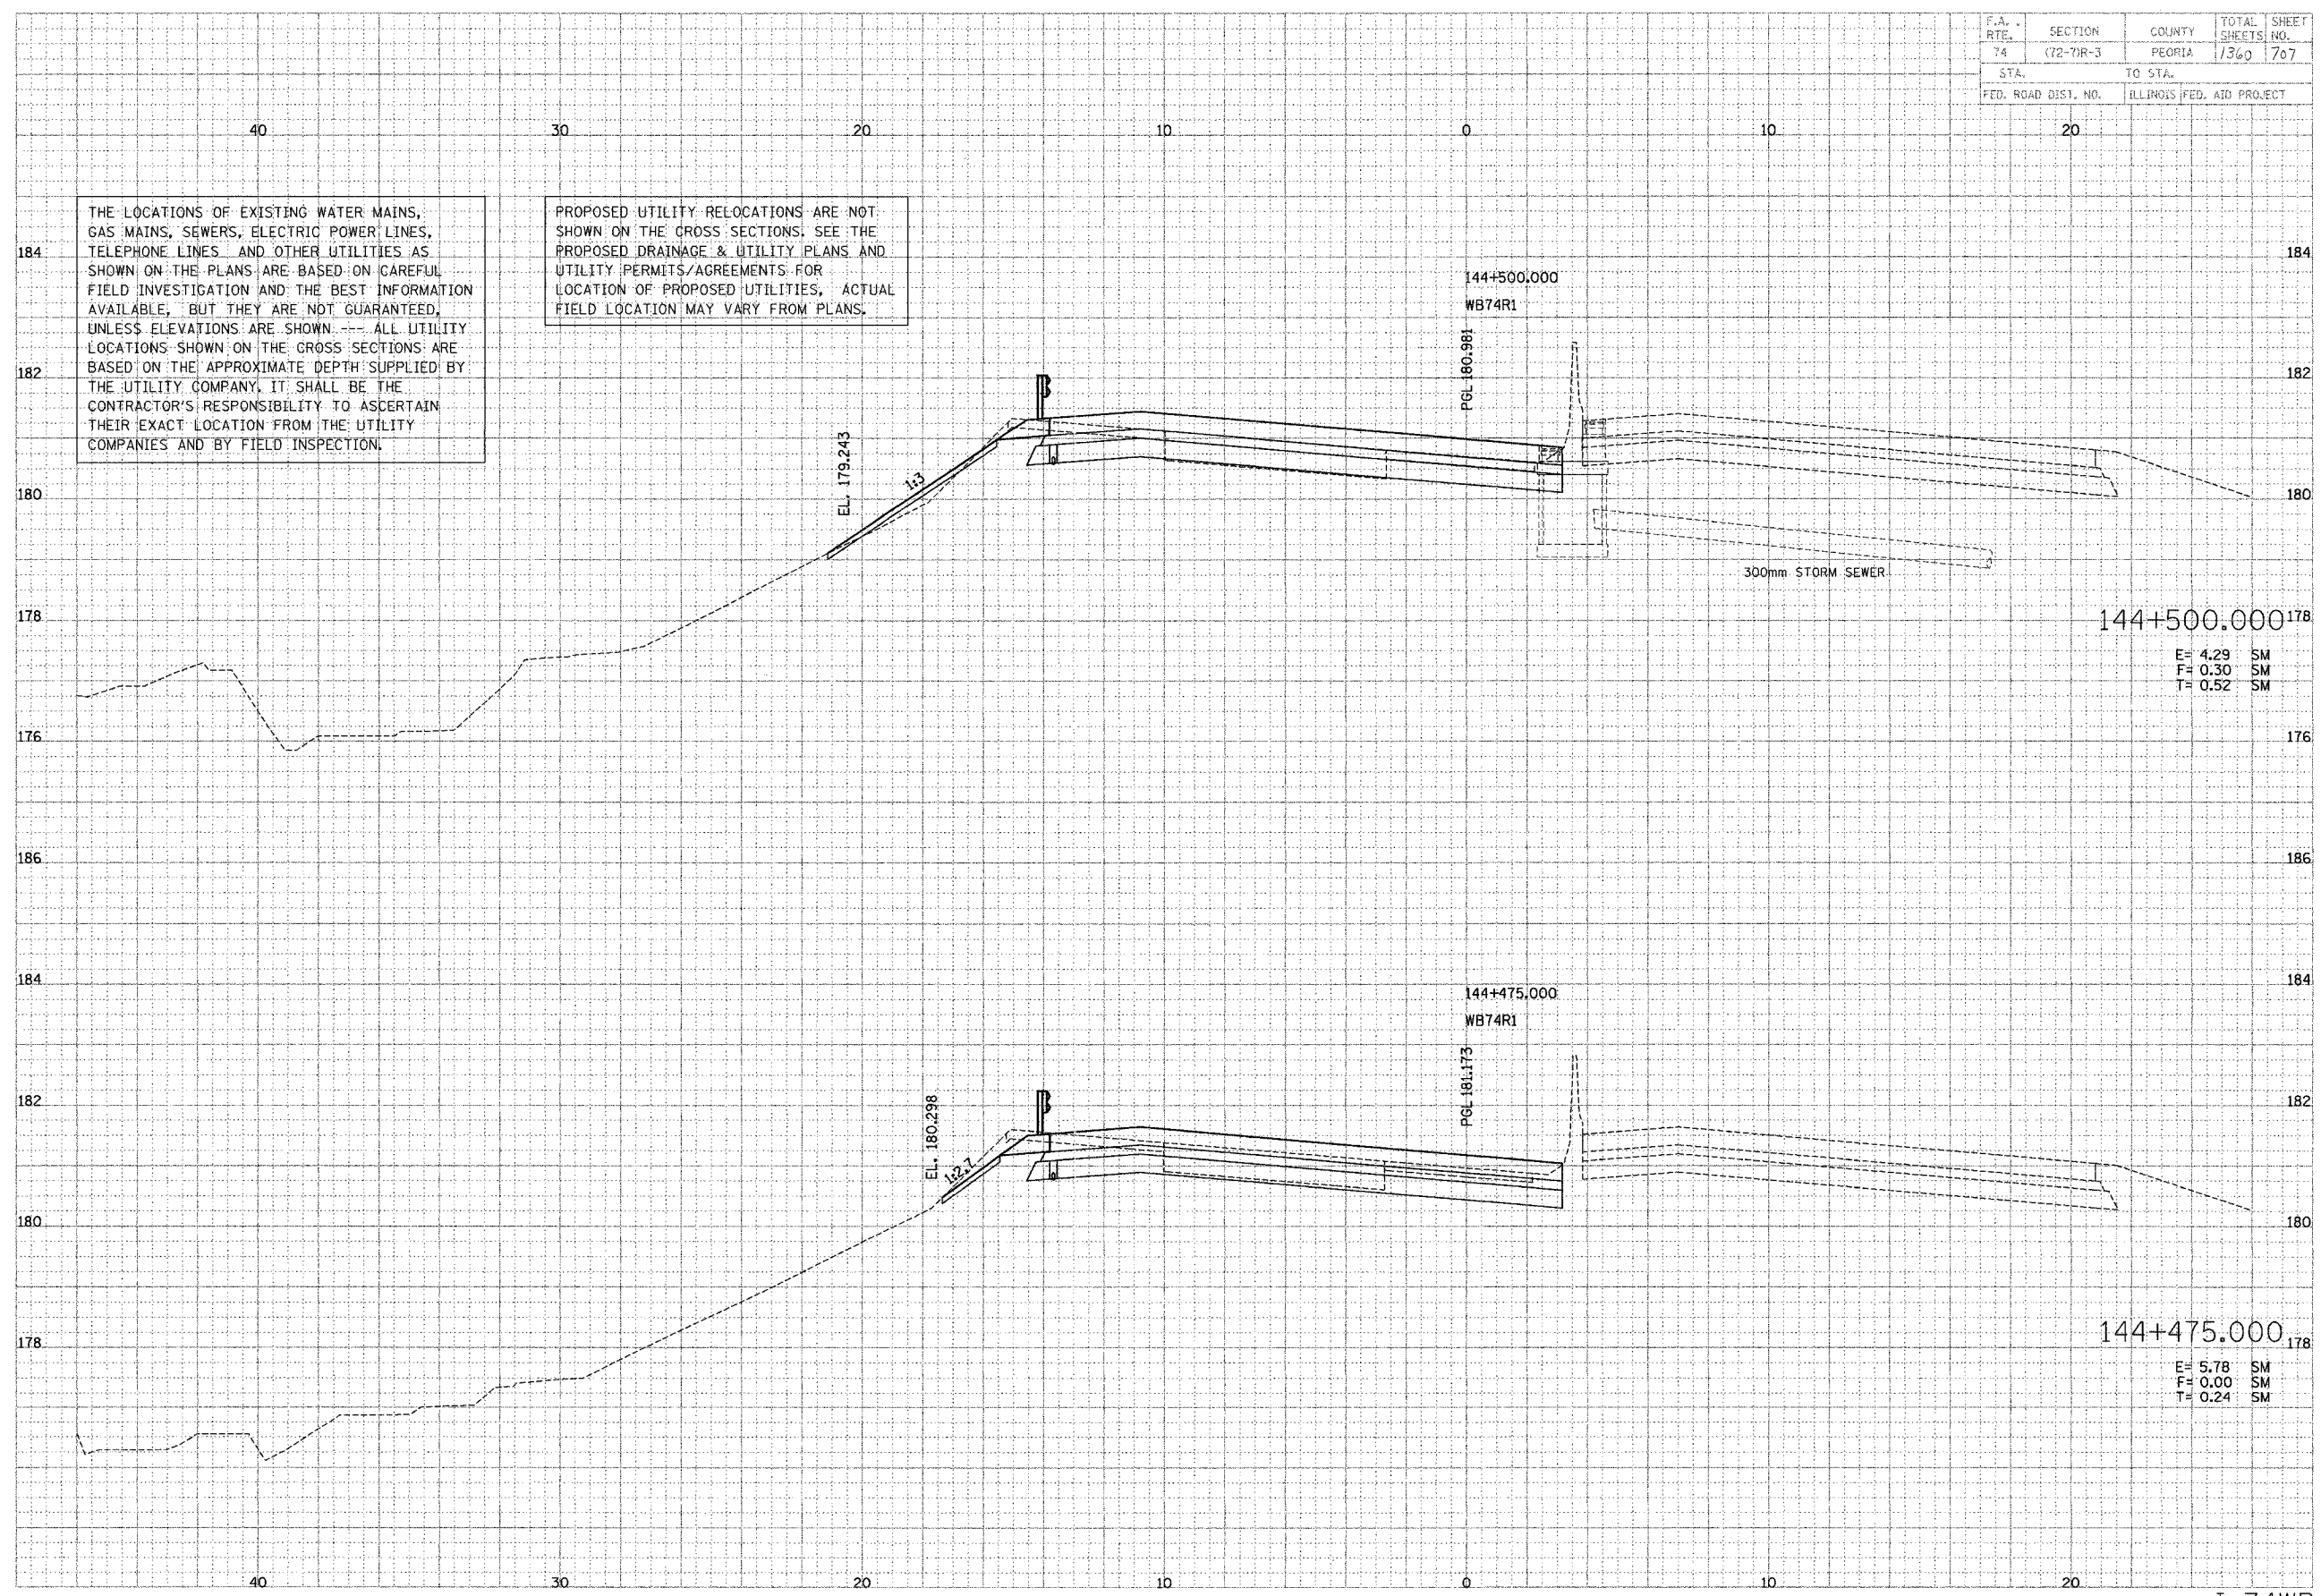 F.A. RTE. SECTION COUNTY TOTAL SHEETS SHEET NO.
74 (72-7)R-3 PEORIA 1360 707
STA. TO STA.
FED. ROAD DIST. NO. ILLINOIS FED. AID PROJECT
40 30 20 10 0 10 20
THE LOCATIONS OF EXISTING WATER MAINS,
GAS MAINS, SEWERS, ELECTRIC POWER LINES,
TELEPHONE LINES AND OTHER UTILITIES AS
SHOWN ON THE PLANS ARE BASED ON CAREFUL
FIELD INVESTIGATION AND THE BEST INFORMATION
AVAILABLE, BUT THEY ARE NOT GUARANTEED,
UNLESS ELEVATIONS ARE SHOWN --- ALL UTILITY
LOCATIONS SHOWN ON THE CROSS SECTIONS ARE
BASED ON THE APPROXIMATE DEPTH SUPPLIED BY
THE UTILITY COMPANY. IT SHALL BE THE
CONTRACTOR'S RESPONSIBILITY TO ASCERTAIN
THEIR EXACT LOCATION FROM THE UTILITY
COMPANIES AND BY FIELD INSPECTION.
PROPOSED UTILITY RELOCATIONS ARE NOT
SHOWN ON THE CROSS SECTIONS. SEE THE
PROPOSED DRAINAGE & UTILITY PLANS AND
UTILITY PERMITS/AGREEMENTS FOR
LOCATION OF PROPOSED UTILITIES, ACTUAL
FIELD LOCATION MAY VARY FROM PLANS.
184 184
144+500.000
WB74R1
PGL 180.981
182 182
EL. 179.243
1:3
180 180
300mm STORM SEWER
178 178
144+500.000
E= 4.29 SM
F= 0.30 SM
T= 0.52 SM
176 176
186 186
184 184
144+475.000
WB74R1
PGL 181.173
182 182
EL. 180.298
1:2.7
180 180
178 178
144+475.000
E= 5.78 SM
F= 0.00 SM
T= 0.24 SM
40 30 20 10 0 10 20